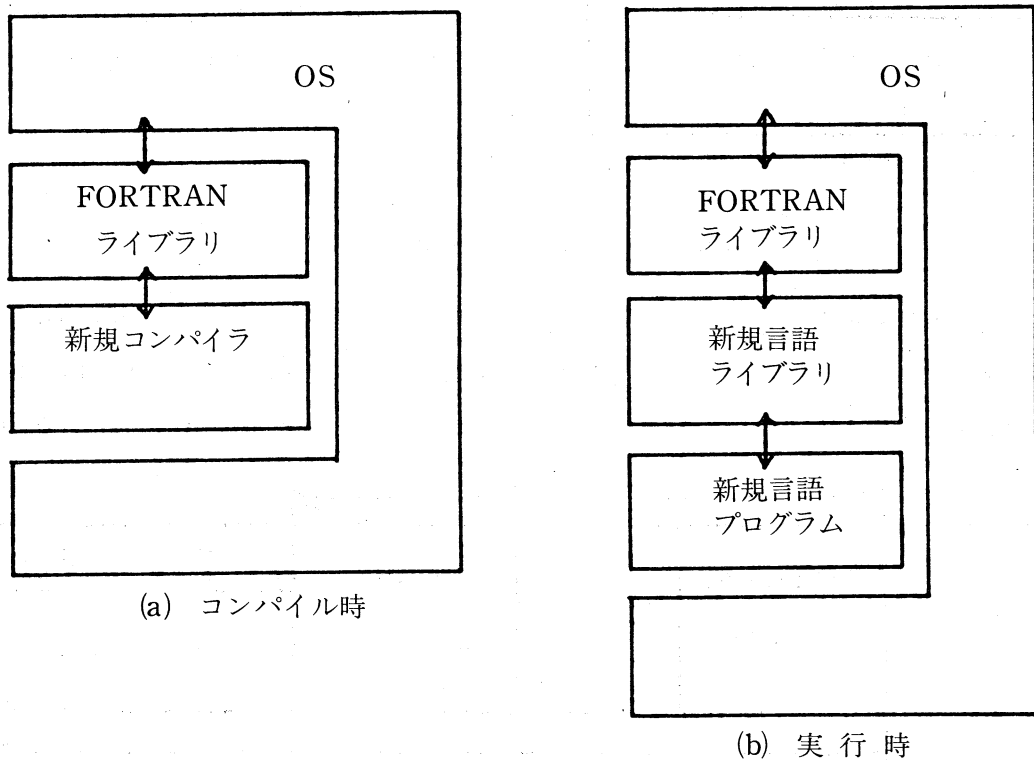 OS
FORTRAN
ライブラリ
新規コンパイラ
(a) コンパイル時
OS
FORTRAN
ライブラリ
新規言語
ライブラリ
新規言語
プログラム
(b) 実行時